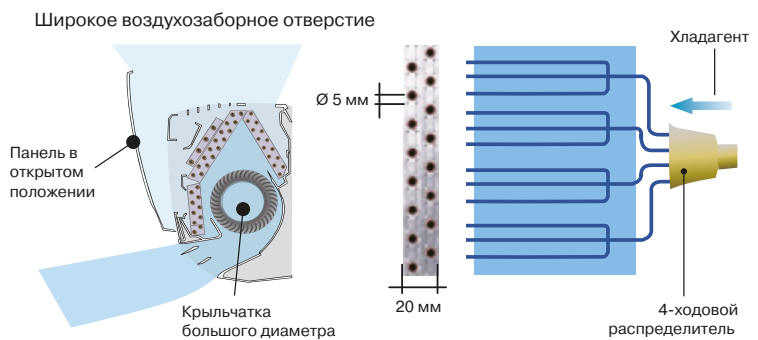 Широкое воздухозаборное отверстие
Хладагент
Ø 5 мм
Панель в
открытом
положении
20 мм
Крыльчатка
большого диаметра
4-ходовой
распределитель